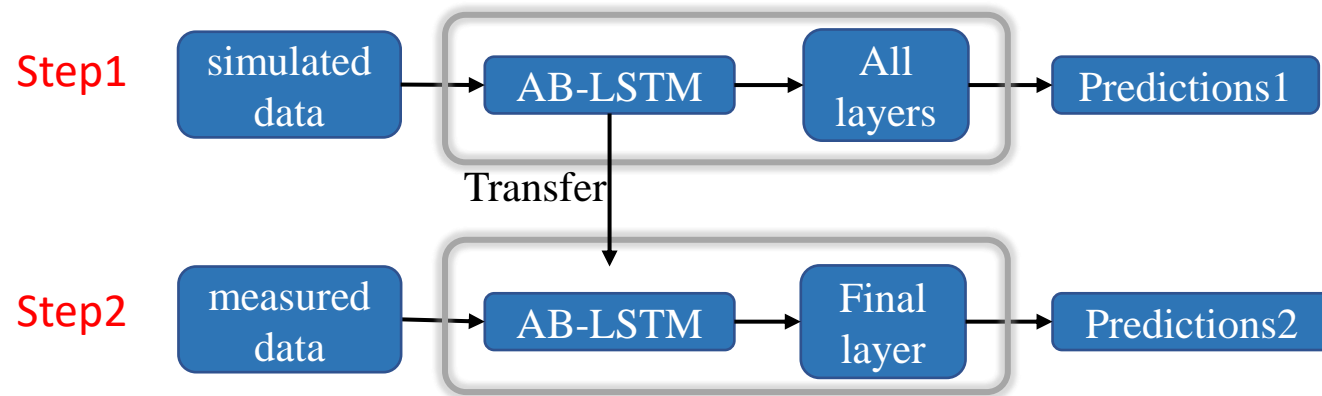 Step1
simulated
data
AB-LSTM
All
layers
Predictions1
Transfer
Step2
measured
data
AB-LSTM
Final
layer
Predictions2